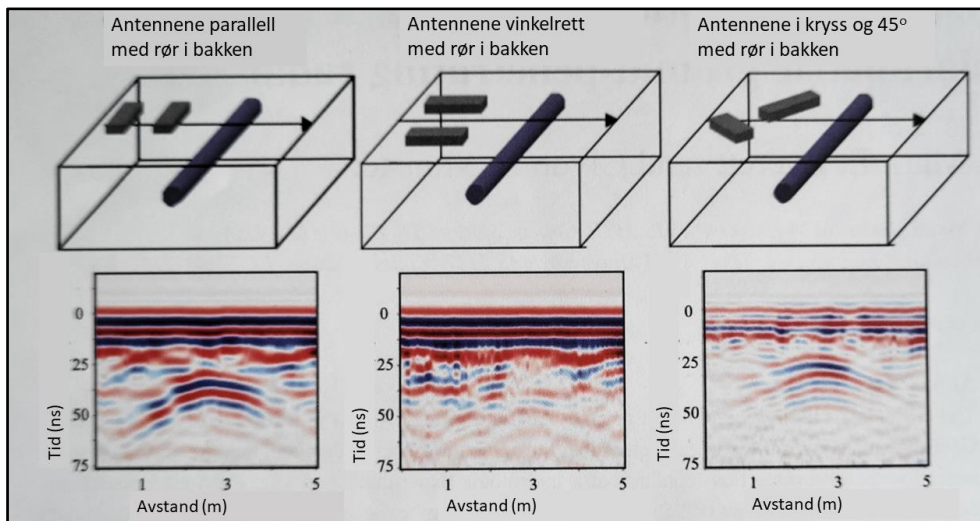 Antennene parallell
med rør i bakken
Antennene vinkelrett
med rør i bakken
Antennene i kryss og 45°
med rør i bakken
0
25
50
75
Tid (ns)
1
3
5
Avstand (m)
0
25
50
75
Tid (ns)
1
3
5
Avstand (m)
0
25
50
75
Tid (ns)
1
3
5
Avstand (m)